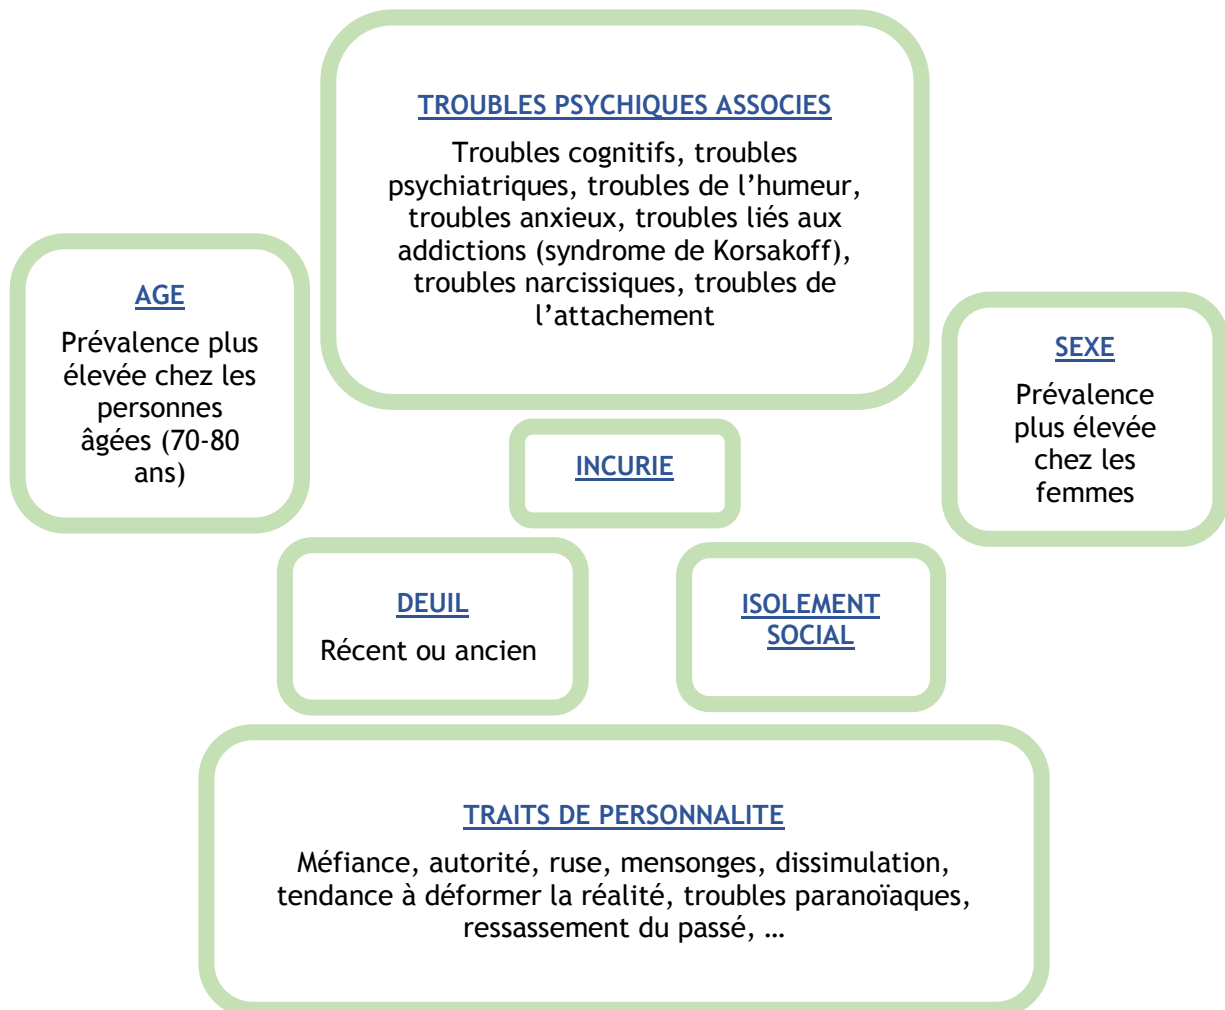 TROUBLES PSYCHIQUES ASSOCIES
Troubles cognitifs, troubles
psychiatriques, troubles de l’humeur,
troubles anxieux, troubles liés aux
addictions (syndrome de Korsakoff),
troubles narcissiques, troubles de
l’attachement
AGE
Prévalence plus
élevée chez les
personnes
âgées (70-80
ans)
SEXE
Prévalence
plus élevée
chez les
femmes
INCURIE
DEUIL
Récent ou ancien
ISOLEMENT
SOCIAL
TRAITS DE PERSONNALITE
Méfiance, autorité, ruse, mensonges, dissimulation,
tendance à déformer la réalité, troubles paranoïaques,
ressassement du passé, …